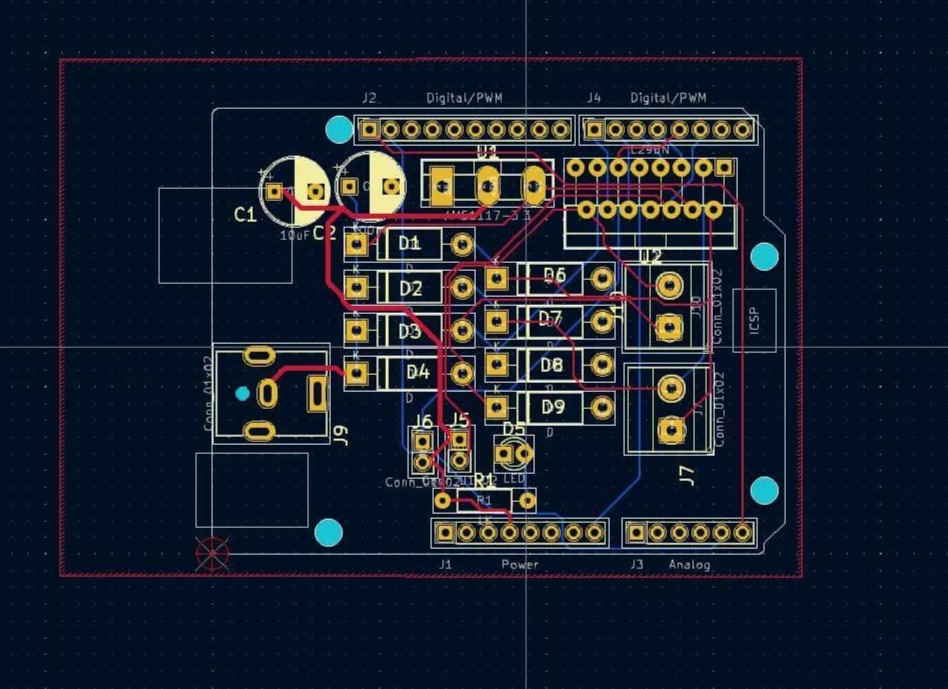 J2
Digital/PWM
J4
Digital/PWM
U1
L298N
C1
10uF
C2
AMS1117-3.3
D1
D2
D3
D4
D6
D7
D8
D9
D
D
U2
Conn_01x02
ICSP
Conn_01x02
Conn_01x02
J9
J6
J5
D5
LED
R1
R1
1K
J7
J1
Power
J3
Analog
K
K
K
K
K
K
K